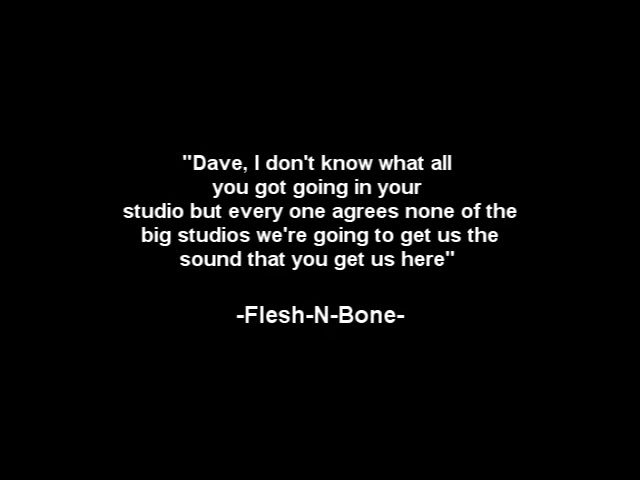 "Dave, I don't know what all
you got going in your
studio but every one agrees none of the
big studios we're going to get us the
sound that you get us here"
-Flesh-N-Bone-